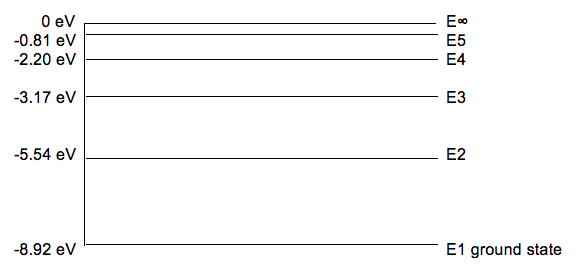 0 eV E∞
-0.81 eV E5
-2.20 eV E4
-3.17 eV E3
-5.54 eV E2
-8.92 eV E1 ground state